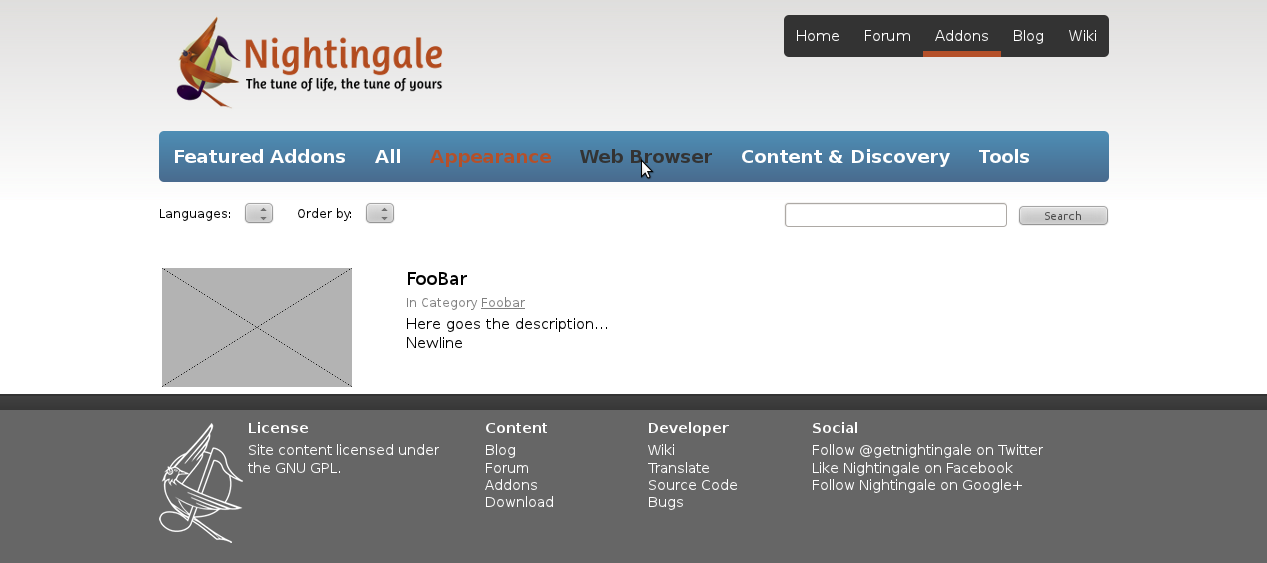 Nightingale
The tune of life, the tune of yours
Home Forum Addons Blog Wiki
Featured Addons All Appearance Web Browser Content & Discovery Tools
Languages: Order by: Search
FooBar
In Category Foobar
Here goes the description...
Newline
License
Site content licensed under
the GNU GPL.
Content
Blog
Forum
Addons
Download
Developer
Wiki
Translate
Source Code
Bugs
Social
Follow @getnightingale on Twitter
Like Nightingale on Facebook
Follow Nightingale on Google+